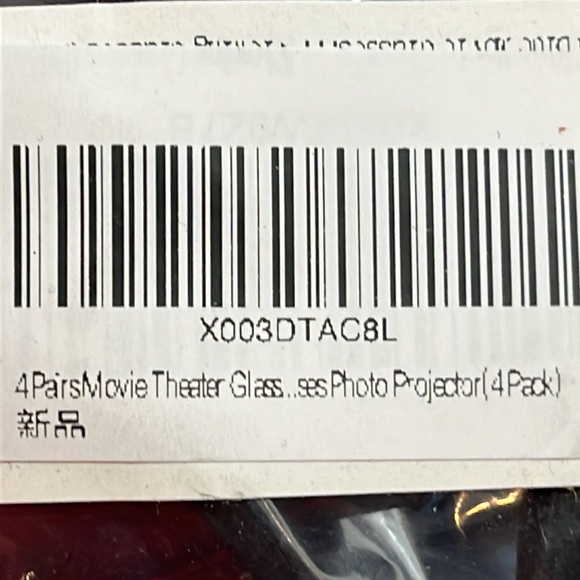 X003DTAC8L
4PairsMovie Theater Glass...ses Photo Projector(4 Pack)
新品